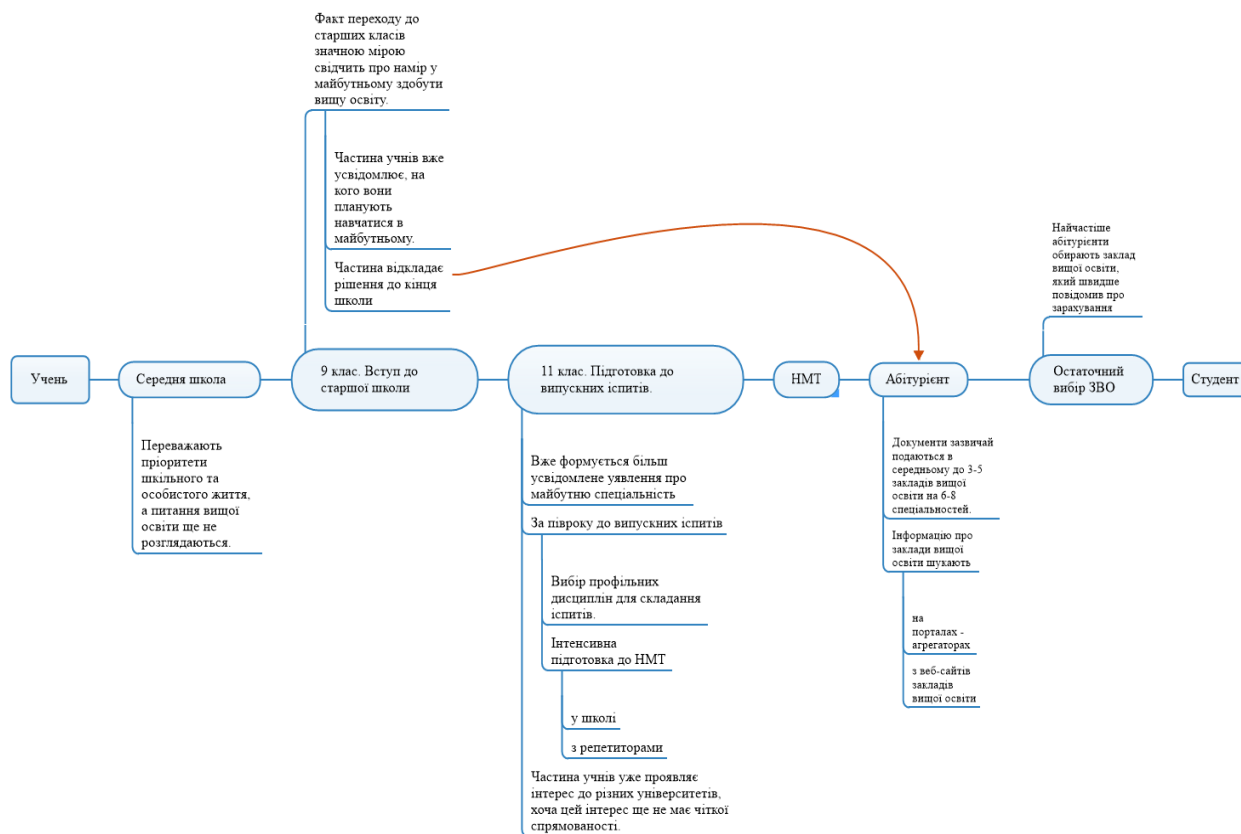 Факт переходу до
старших класів
значною мірою
свідчить про намір у
майбутньому здобути
вищу освіту.
Частина учнів вже
усвідомлює, на
кого вони
планують
навчатися в
майбутньому.
Частина відкладає
рішення до кінця
школи
Найчастіше
абітурієнти
обирають заклад
вищої освіти,
який швидше
повідомив про
зарахування
Учень
Середня школа
9 клас. Вступ до
старшої школи
11 клас. Підготовка до
випускних іспитів.
НМТ
Абітурієнт
Остаточний
вибір ЗВО
Студент
Переважають
пріоритети
шкільного та
особистого життя,
а питання вищої
освіти ще не
розглядаються.
Вже формується більш
усвідомлене уявлення про
майбутню спеціальність
За півроку до випускних іспитів
Вибір профільних
дисциплін для складання
іспитів.
Інтенсивна
підготовка до НМТ
у школі
з репетиторами
Частина учнів уже проявляє
інтерес до різних університетів,
хоча цей інтерес ще не має чіткої
спрямованості.
Документи зазвичай
подаються в
середньому до 3-5
закладів вищої
освіти на 6-8
спеціальностей.
Інформацію про
заклади вищої
освіти шукають
на
порталах -
агрегаторах
з веб-сайтів
закладів
вищої освіти